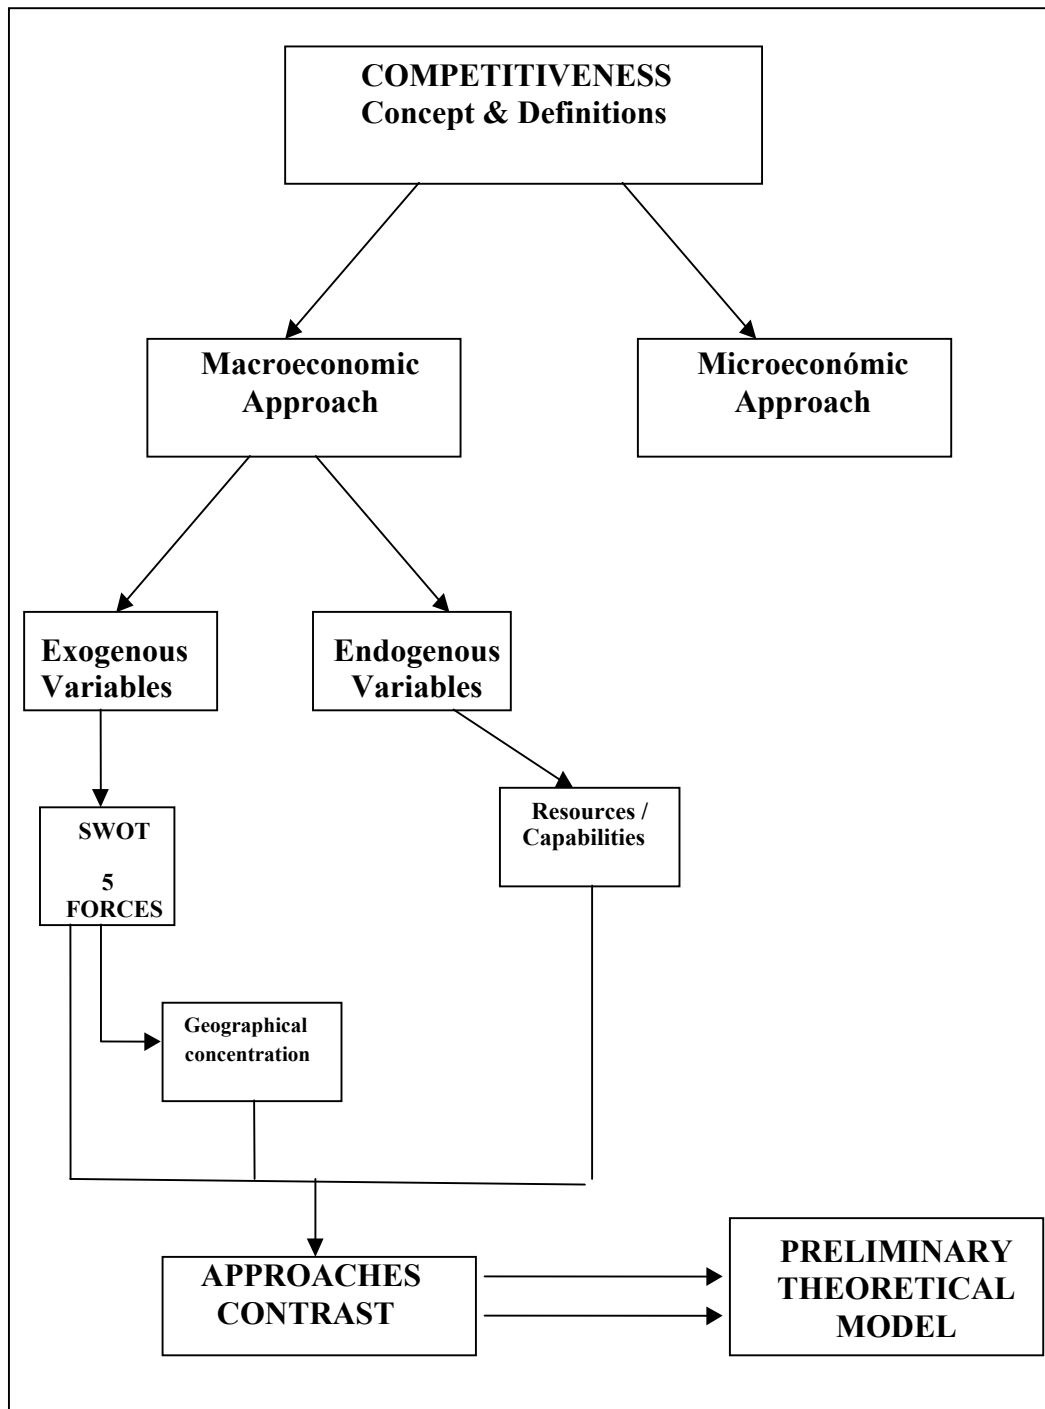 COMPETITIVENESS
Concept & Definitions
Macroeconomic
Approach
Microeconómic
Approach
Exogenous
Variables
Endogenous
Variables
SWOT
5
FORCES
Resources /
Capabilities
Geographical
concentration
APPROACHES
CONTRAST
PRELIMINARY
THEORETICAL
MODEL